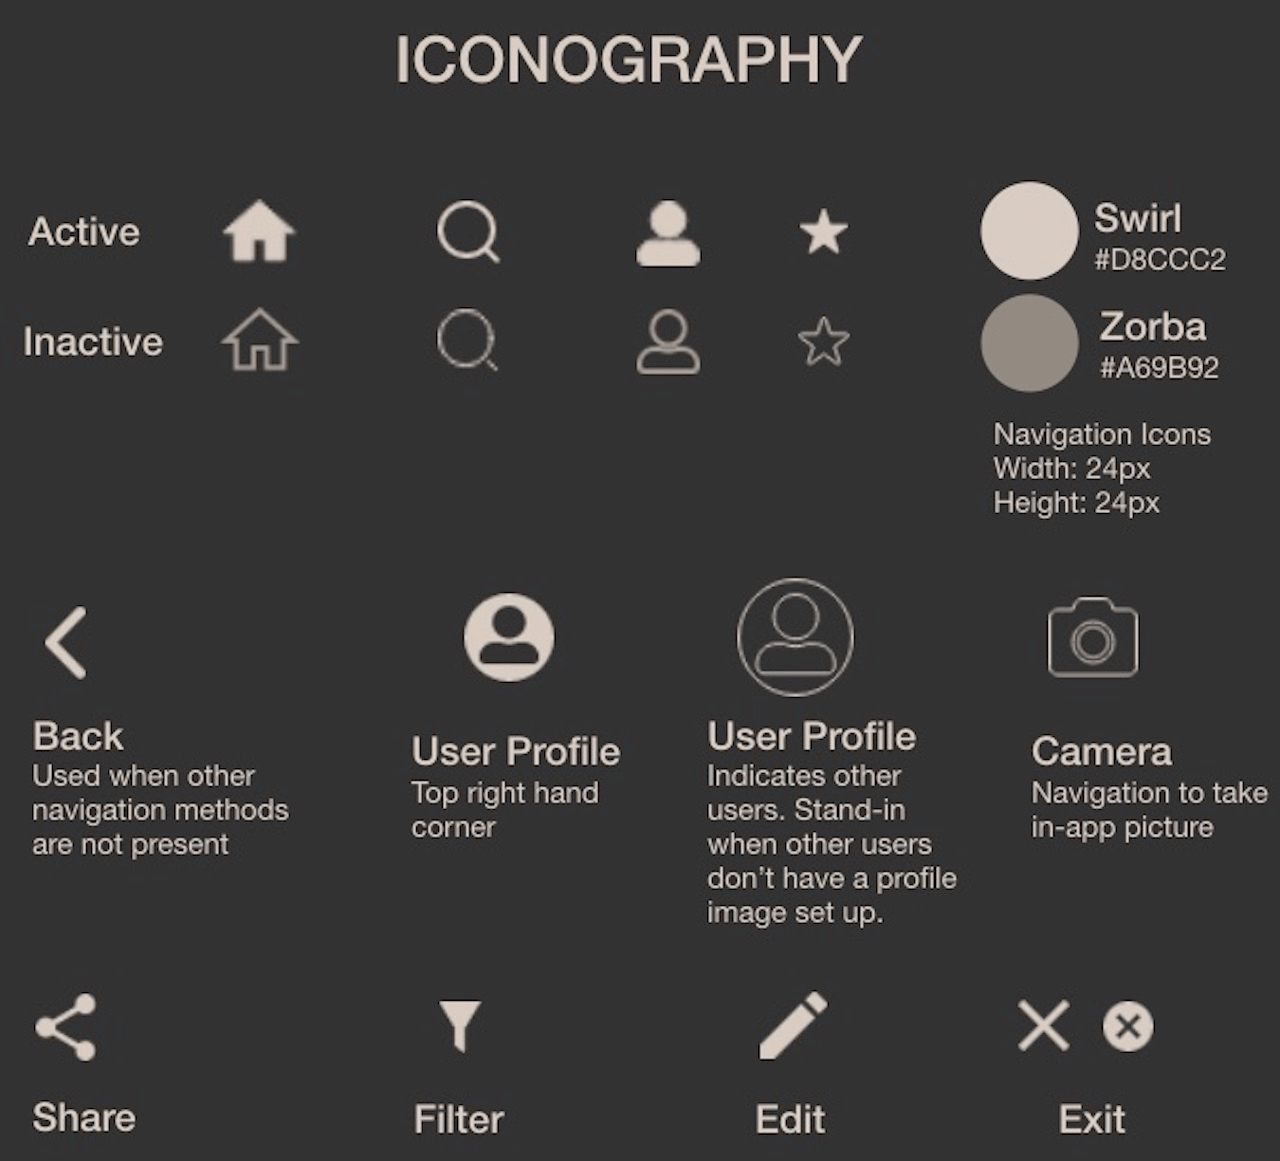 ICONOGRAPHY
Active
Swirl
#D8CCC2
Inactive
Zorba
#A69B92
Navigation Icons
Width: 24px
Height: 24px
Back
Used when other
navigation methods
are not present
User Profile
Top right hand
corner
User Profile
Indicates other
users. Stand-in
when other users
don’t have a profile
image set up.
Camera
Navigation to take
in-app picture
Share
Filter
Edit
Exit